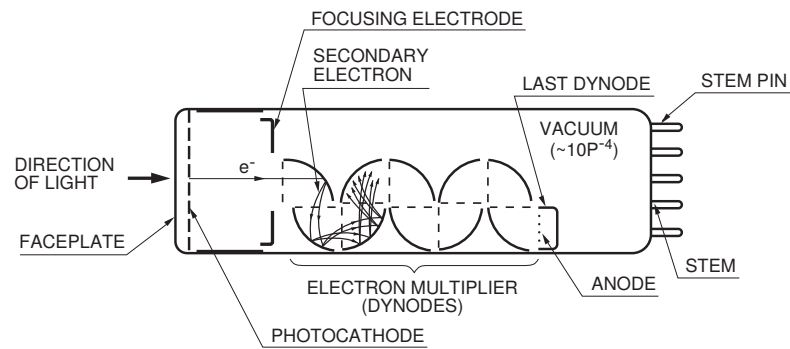 FOCUSING ELECTRODE
SECONDARY
ELECTRON
LAST DYNODE
STEM PIN
VACUUM
(~10P-4)
DIRECTION
OF LIGHT
e-
FACEPLATE
STEM
ELECTRON MULTIPLIER
(DYNODES)
ANODE
PHOTOCATHODE